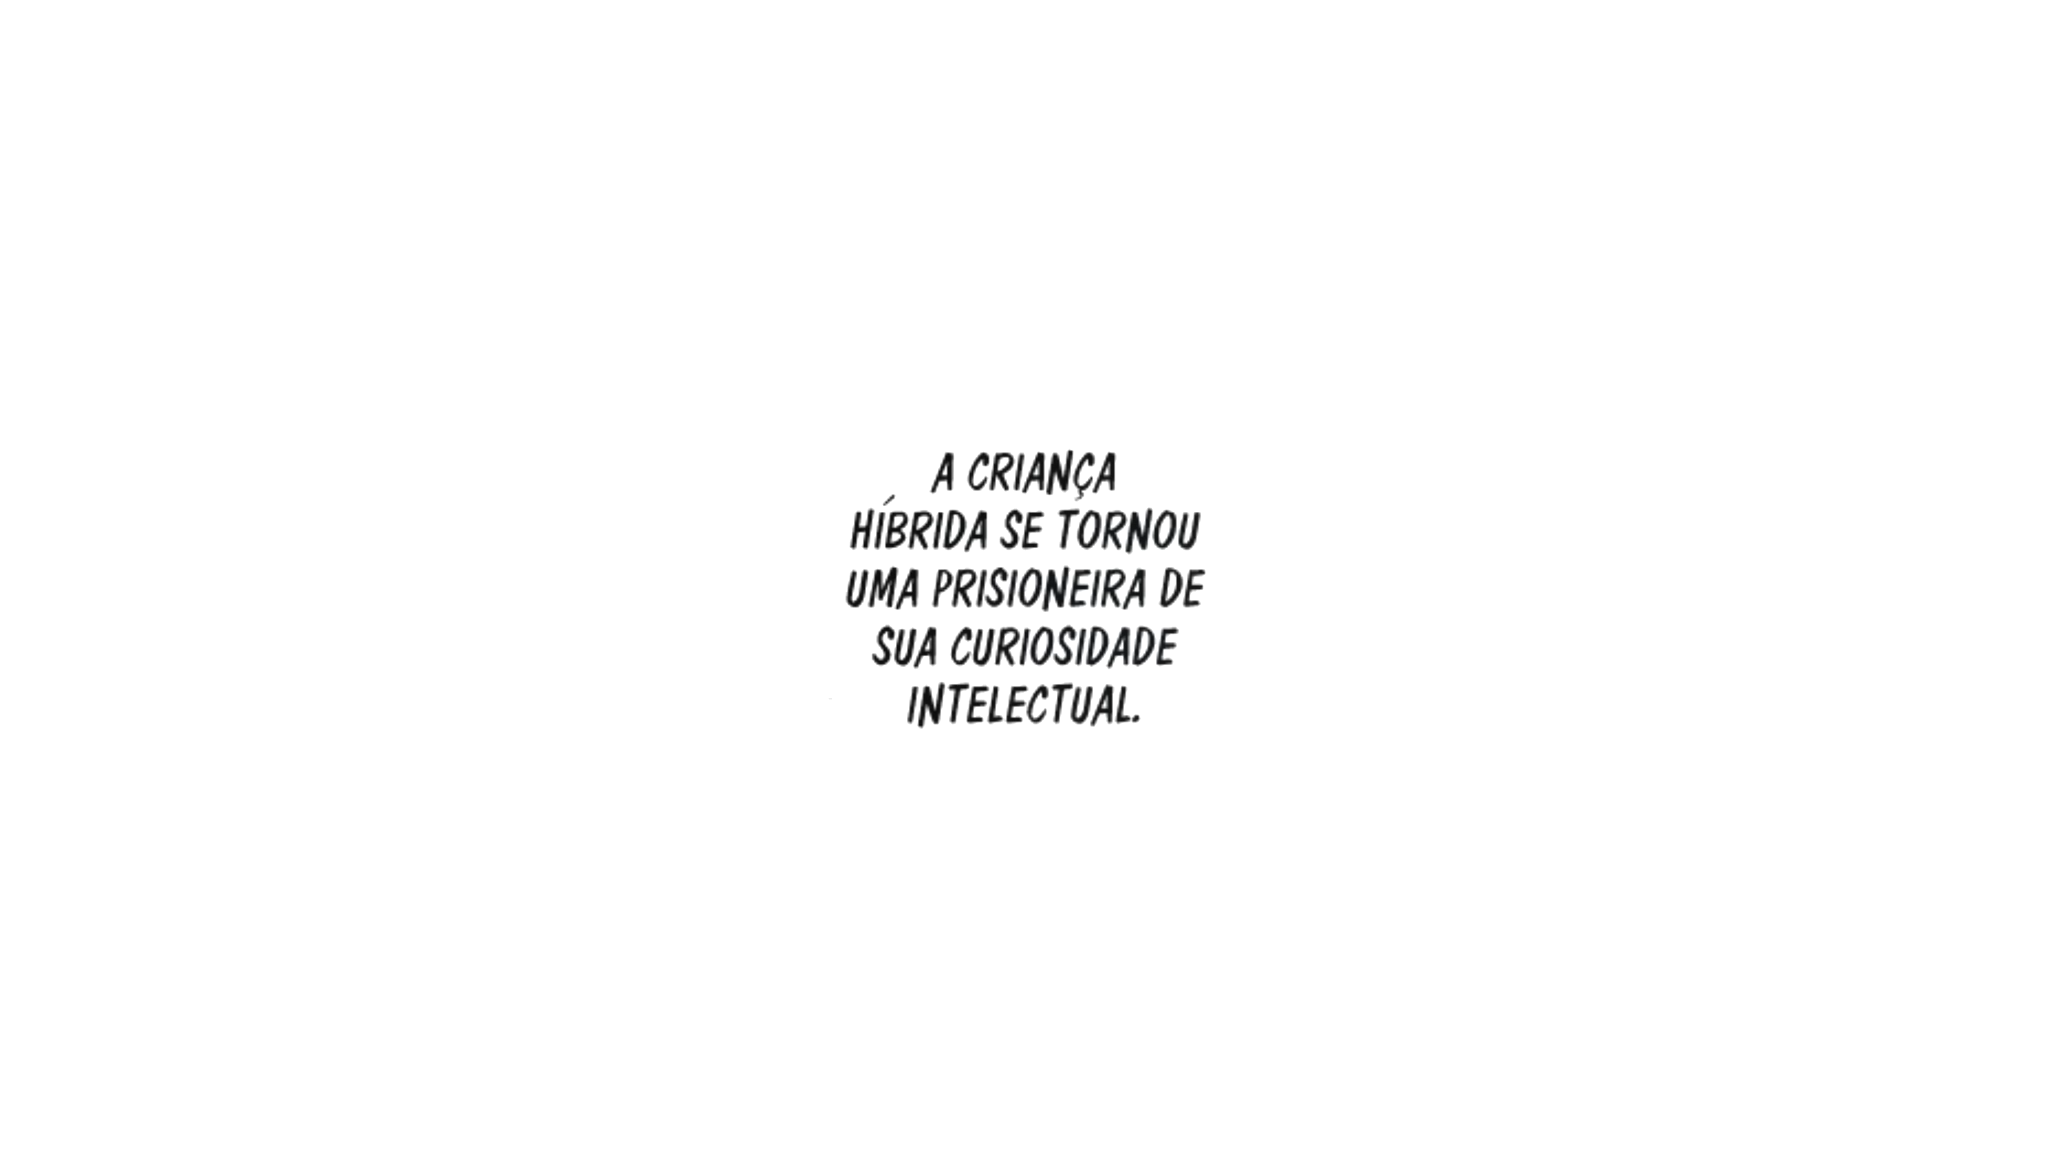 A CRIANÇA
HÍBRIDA SE TORNOU
UMA PRISIONEIRA DE
SUA CURIOSIDADE
INTELECTUAL.